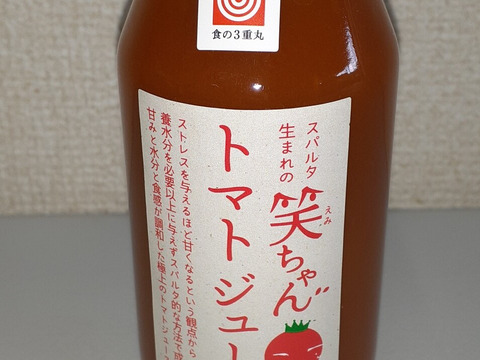 食の3重丸
スパルタ
生まれの
笑ちゃん
えみ
トマトジュー
ストレスを与えるほど甘くなるという観点から
養水分を必要以上に与えずスパルタ的な方法で成
甘みと水分と食感が調和した極上のトマトジュース